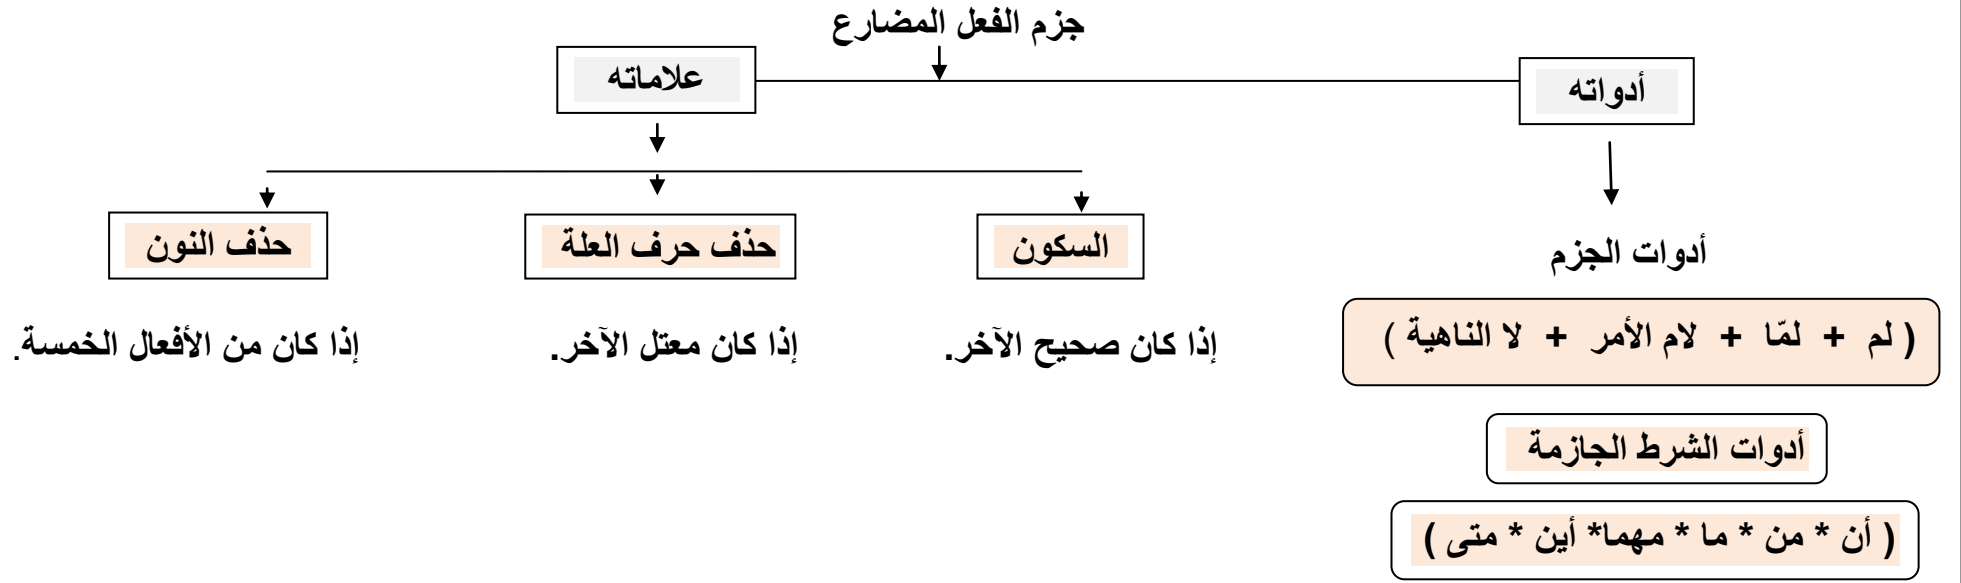 جزم الفعل المضارع
أدواته
علاماته
أدوات الجزم
( لم + لمّا + لام الأمر + لا الناهية )
أدوات الشرط الجازمة
( أن * من * ما * مهما* أين * متى )
السكون
إذا كان صحيح الآخر.
حذف حرف العلة
إذا كان معتل الآخر.
حذف النون
إذا كان من الأفعال الخمسة.